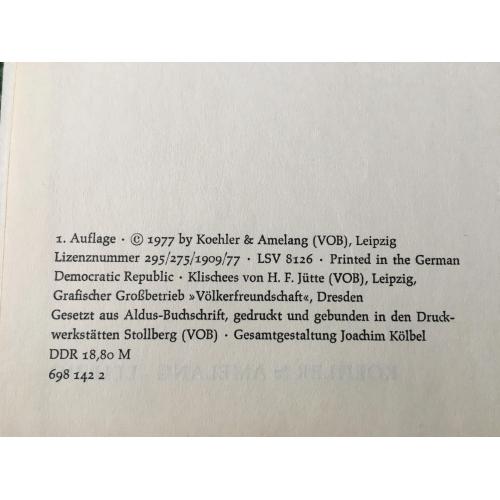 1. Auflage · © 1977 by Koehler & Amelang (VOB), Leipzig
Lizenznummer 295/275/1909/77 · LSV 8126 · Printed in the German
Democratic Republic · Klischees von H. F. Jütte (VOB), Leipzig,
Grafischer Großbetrieb »Völkerfreundschaft«, Dresden
Gesetzt aus Aldus-Buchschrift, gedruckt und gebunden in den Druck-
werkstätten Stollberg (VOB) · Gesamtgestaltung Joachim Kölbel
DDR 18,80 M
698 142 2